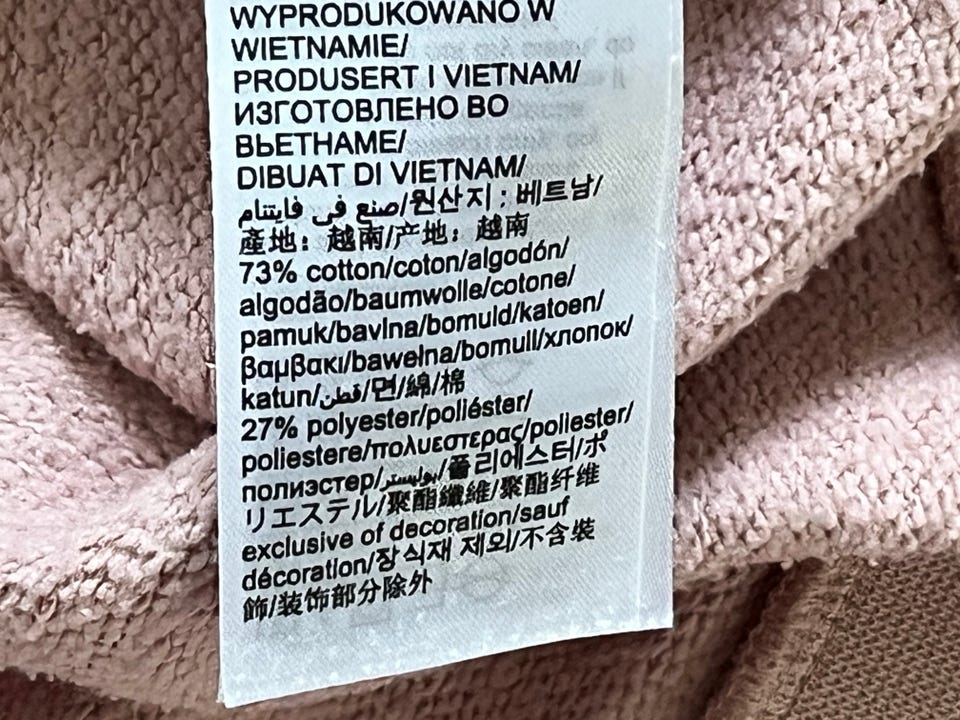 WYPRODUKOWANO W
WIETNAMIE/
PRODUSERT I VIETNAM/
ИЗГОТОВЛЕНО ВО
ВЬЕТНАМЕ/
DIBUAT DI VIETNAM/
صنع في فايتنام/원산지 : 베트남/
產地：越南/产地：越南
73% cotton/coton/algodón/
algodão/baumwolle/cotone/
pamuk/bavlna/bomuld/katoen/
βαμβακι/bawełna/bomull/хлопок/
katun/قطن/면/綿/棉
27% polyester/poliéster/
poliestere/πολυεστερας/poliester/
полиэстер/بوليستر/폴리에스터/ポ
リエステル/聚酯纖維/聚酯纤维
exclusive of decoration/sauf
décoration/장식재 제외/不含裝
飾/装饰部分除外